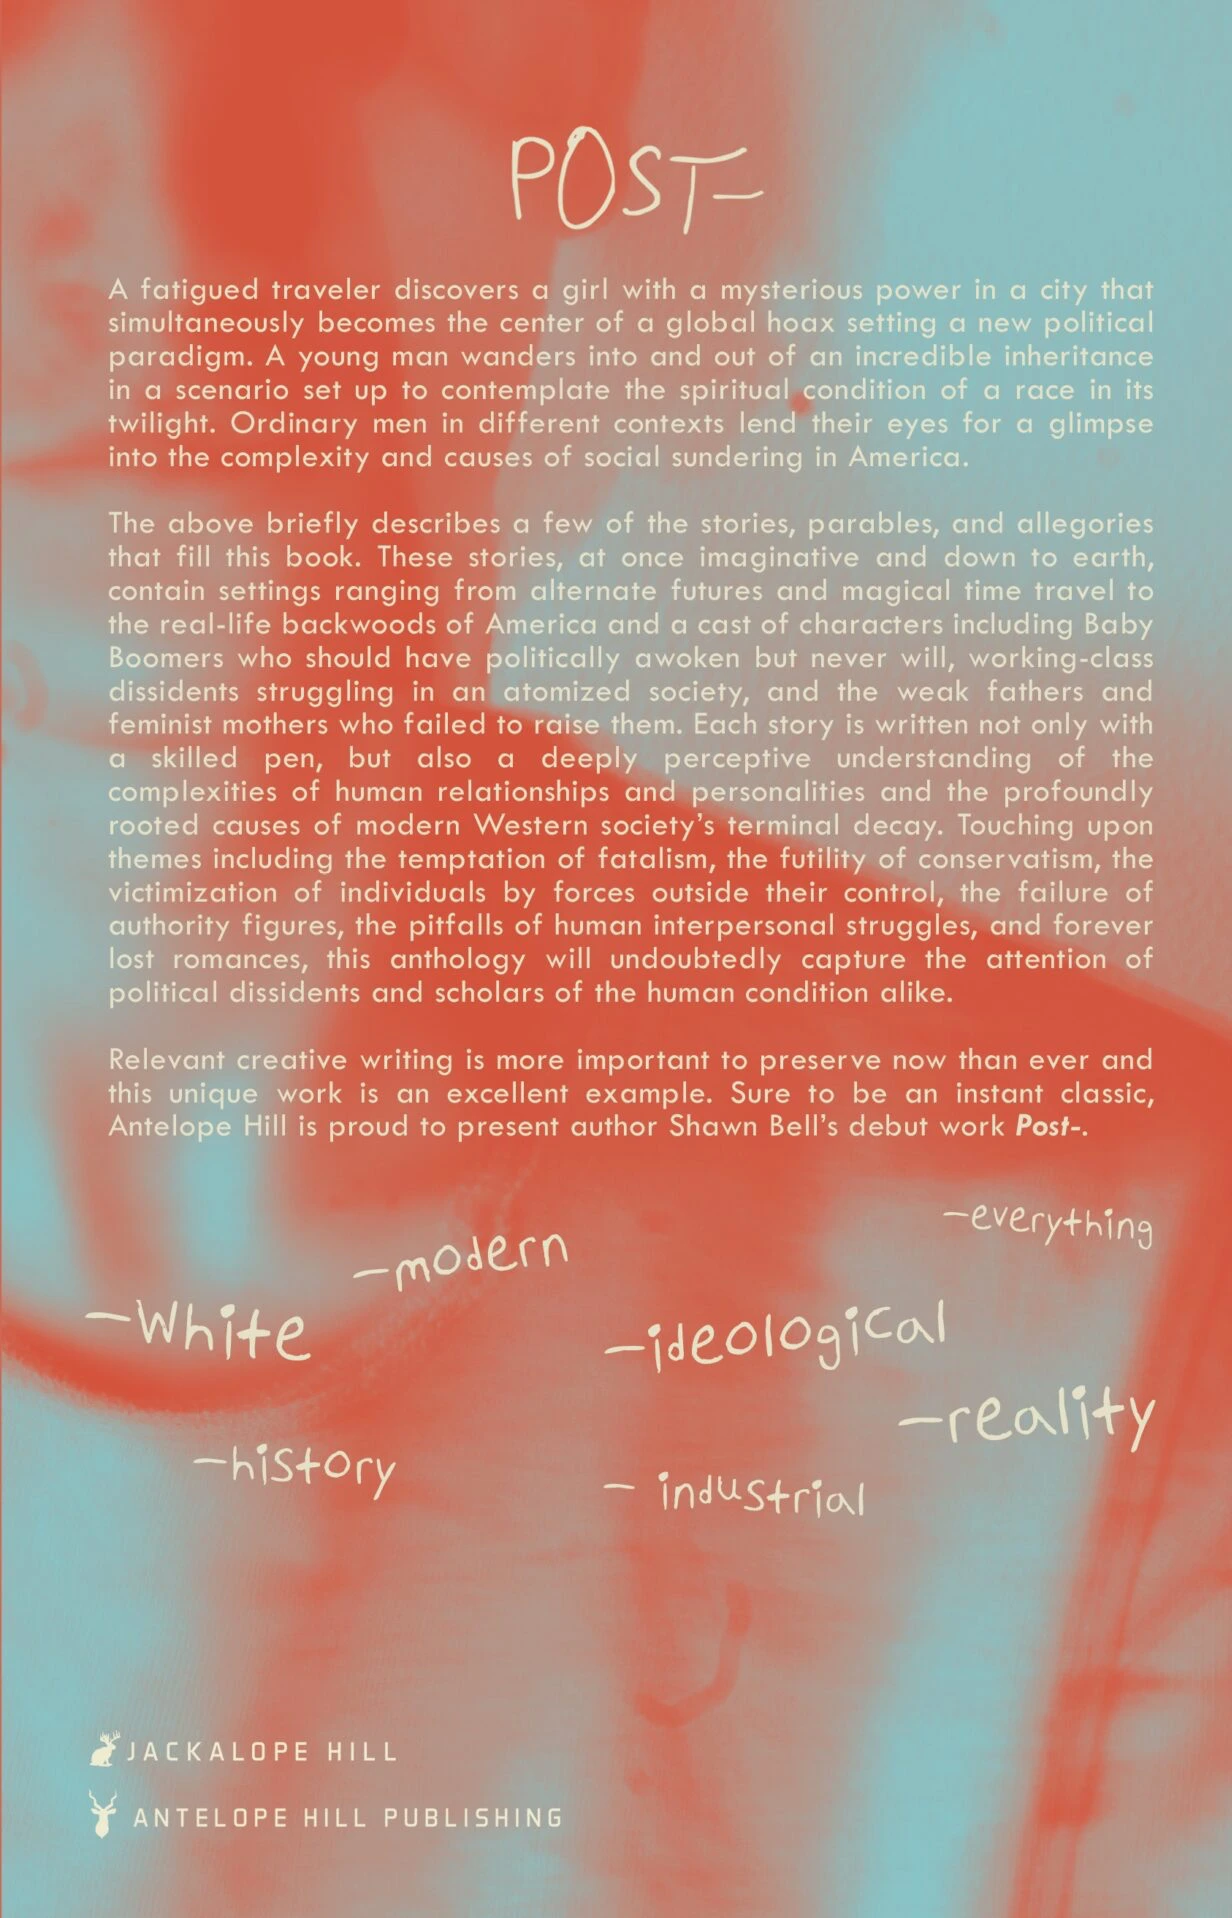 POST-
A fatigued traveler discovers a girl with a mysterious power in a city that
simultaneously becomes the center of a global hoax setting a new political
paradigm. A young man wanders into and out of an incredible inheritance
in a scenario set up to contemplate the spiritual condition of a race in its
twilight. Ordinary men in different contexts lend their eyes for a glimpse
into the complexity and causes of social sundering in America.
The above briefly describes a few of the stories, parables, and allegories
that fill this book. These stories, at once imaginative and down to earth,
contain settings ranging from alternate futures and magical time travel to
the real-life backwoods of America and a cast of characters including Baby
Boomers who should have politically awoken but never will, working-class
dissidents struggling in an atomized society, and the weak fathers and
feminist mothers who failed to raise them. Each story is written not only with
a skilled pen, but also a deeply perceptive understanding of the
complexities of human relationships and personalities and the profoundly
rooted causes of modern Western society's terminal decay. Touching upon
themes including the temptation of fatalism, the futility of conservatism, the
victimization of individuals by forces outside their control, the failure of
authority figures, the pitfalls of human interpersonal struggles, and forever
lost romances, this anthology will undoubtedly capture the attention of
political dissidents and scholars of the human condition alike.
Relevant creative writing is more important to preserve now than ever and
this unique work is an excellent example. Sure to be an instant classic,
Antelope Hill is proud to present author Shawn Bell's debut work Post-.
-everything
-modern
-White
-ideological
-reality
-history
- industrial
JACKALOPE HILL
ANTELOPE HILL PUBLISHING